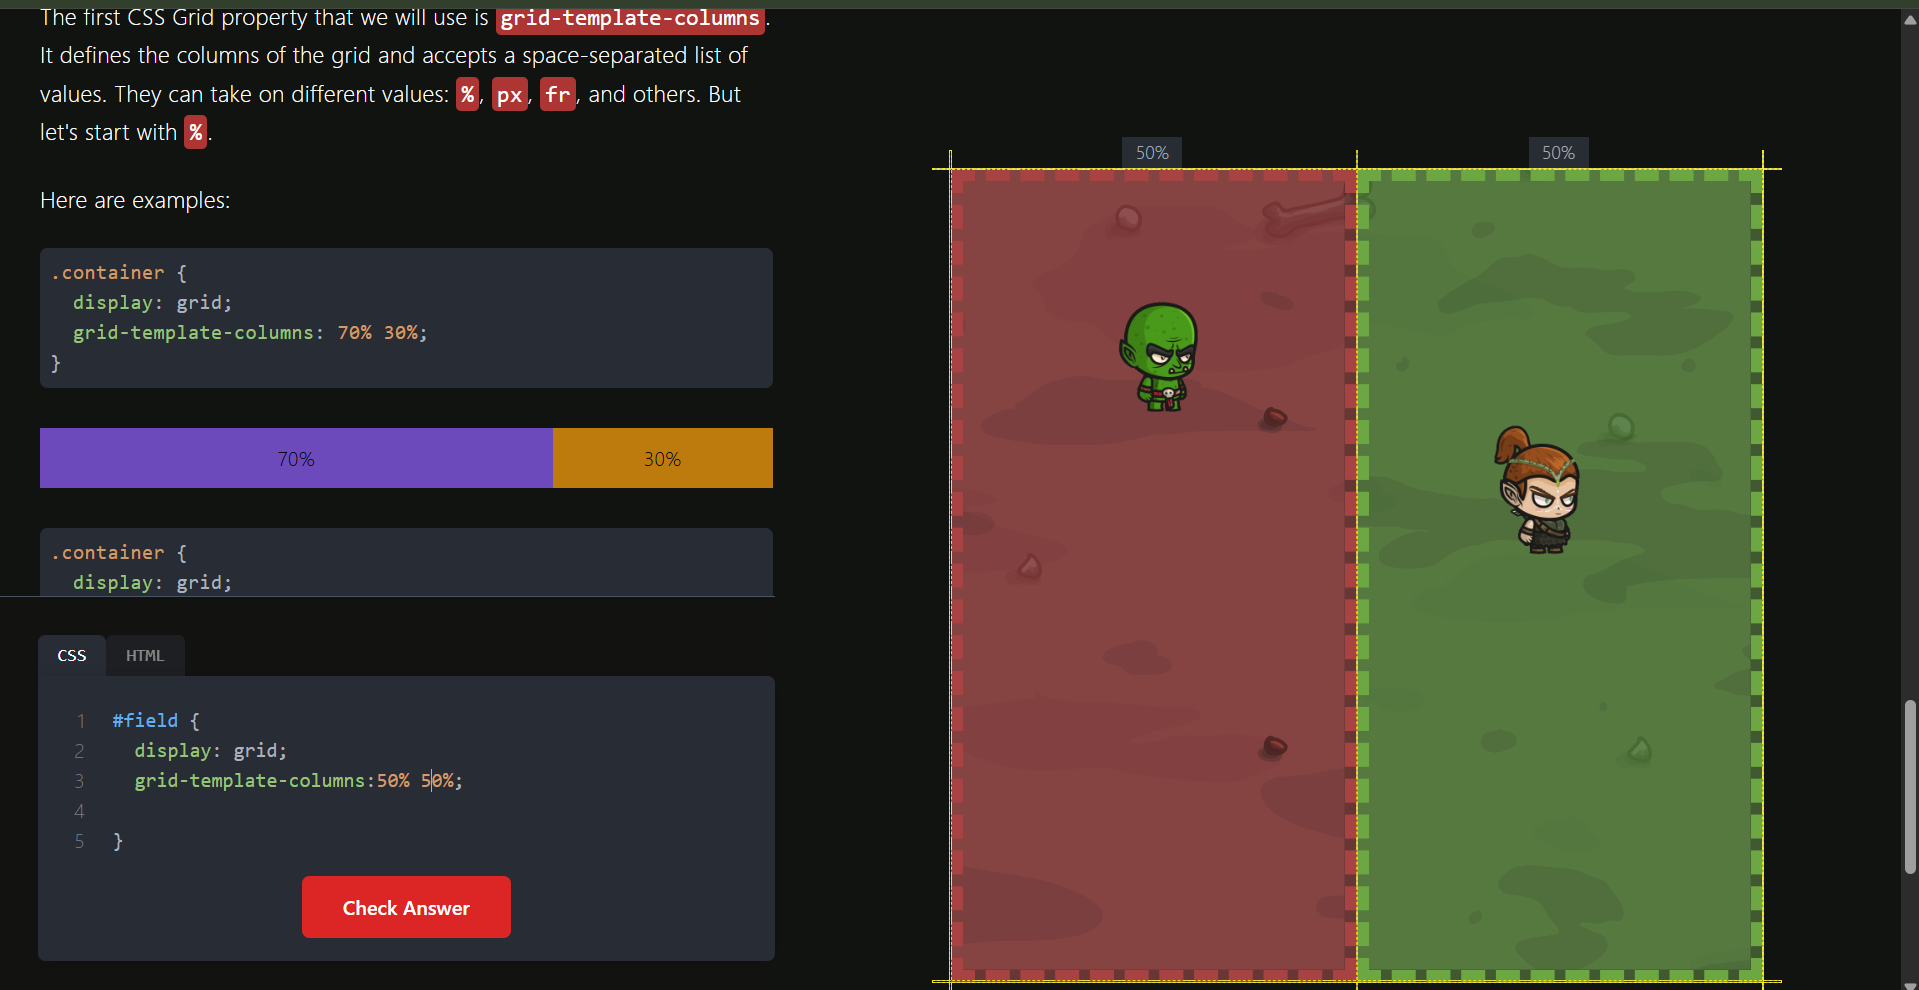 The first CSS Grid property that we will use is grid-template-columns.
It defines the columns of the grid and accepts a space-separated list of
values. They can take on different values: %, px, fr, and others. But
let's start with %.
Here are examples:
.container {
  display: grid;
  grid-template-columns: 70% 30%;
}
70% 30%
.container {
  display: grid;
CSS HTML
1 #field {
2   display: grid;
3   grid-template-columns:50% 50%;
4
5 }
Check Answer
50% 50%